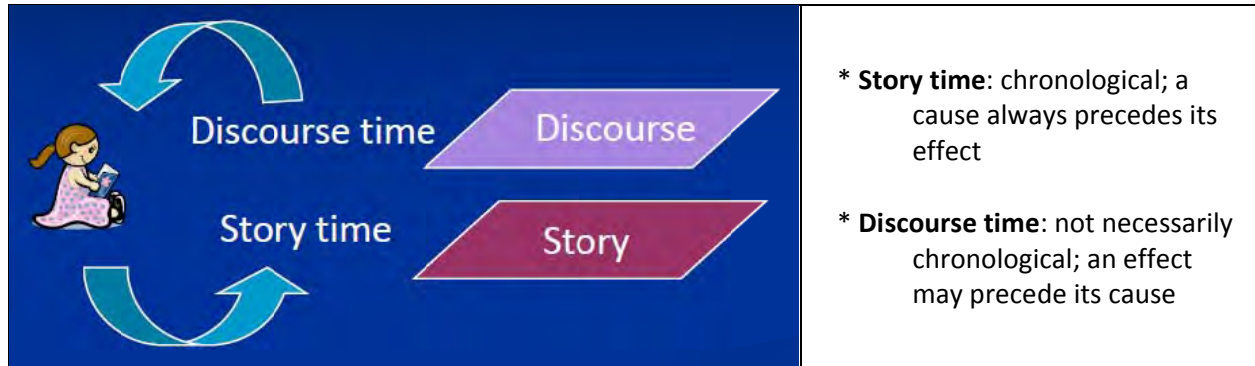 Discourse time
Discourse
Story time
Story
* Story time: chronological; a
cause always precedes its
effect
* Discourse time: not necessarily
chronological; an effect
may precede its cause